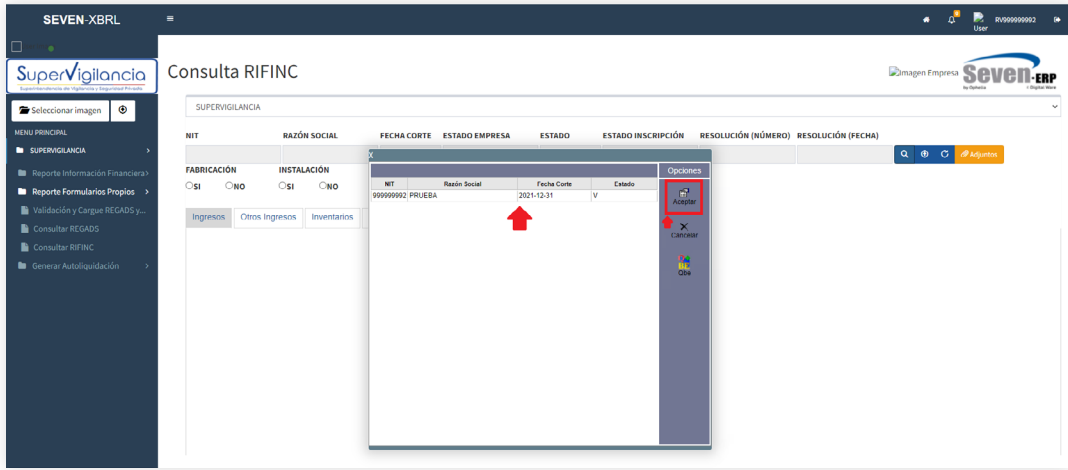 SEVEN-XBRL
4
User
RV999999992
SuperVigilancia
Superintendencia de Vigilancia y Seguridad Privada
Seleccionar imagen
MENU PRINCIPAL
SUPERVIGILANCIA
Reporte Información Financiera
Reporte Formularios Propios
Validación y Cargue REGADS y...
Consultar REGADS
Consultar RIFINC
Generar Autoliquidación
Consulta RIFINC
Imagen Empresa
Seven-ERP
by Ophelia
SUPERVIGILANCIA
NIT RAZÓN SOCIAL FECHA CORTE ESTADO EMPRESA ESTADO ESTADO INSCRIPCIÓN RESOLUCIÓN (NÚMERO) RESOLUCIÓN (FECHA)
Adjuntos
FABRICACIÓN INSTALACIÓN
SI NO SI NO
Ingresos Otros Ingresos Inventarios
X
Opciones
NIT Razón Social Fecha Corte Estado
999999992 PRUEBA 2021-12-31 V
Aceptar
Cancelar
Qbe